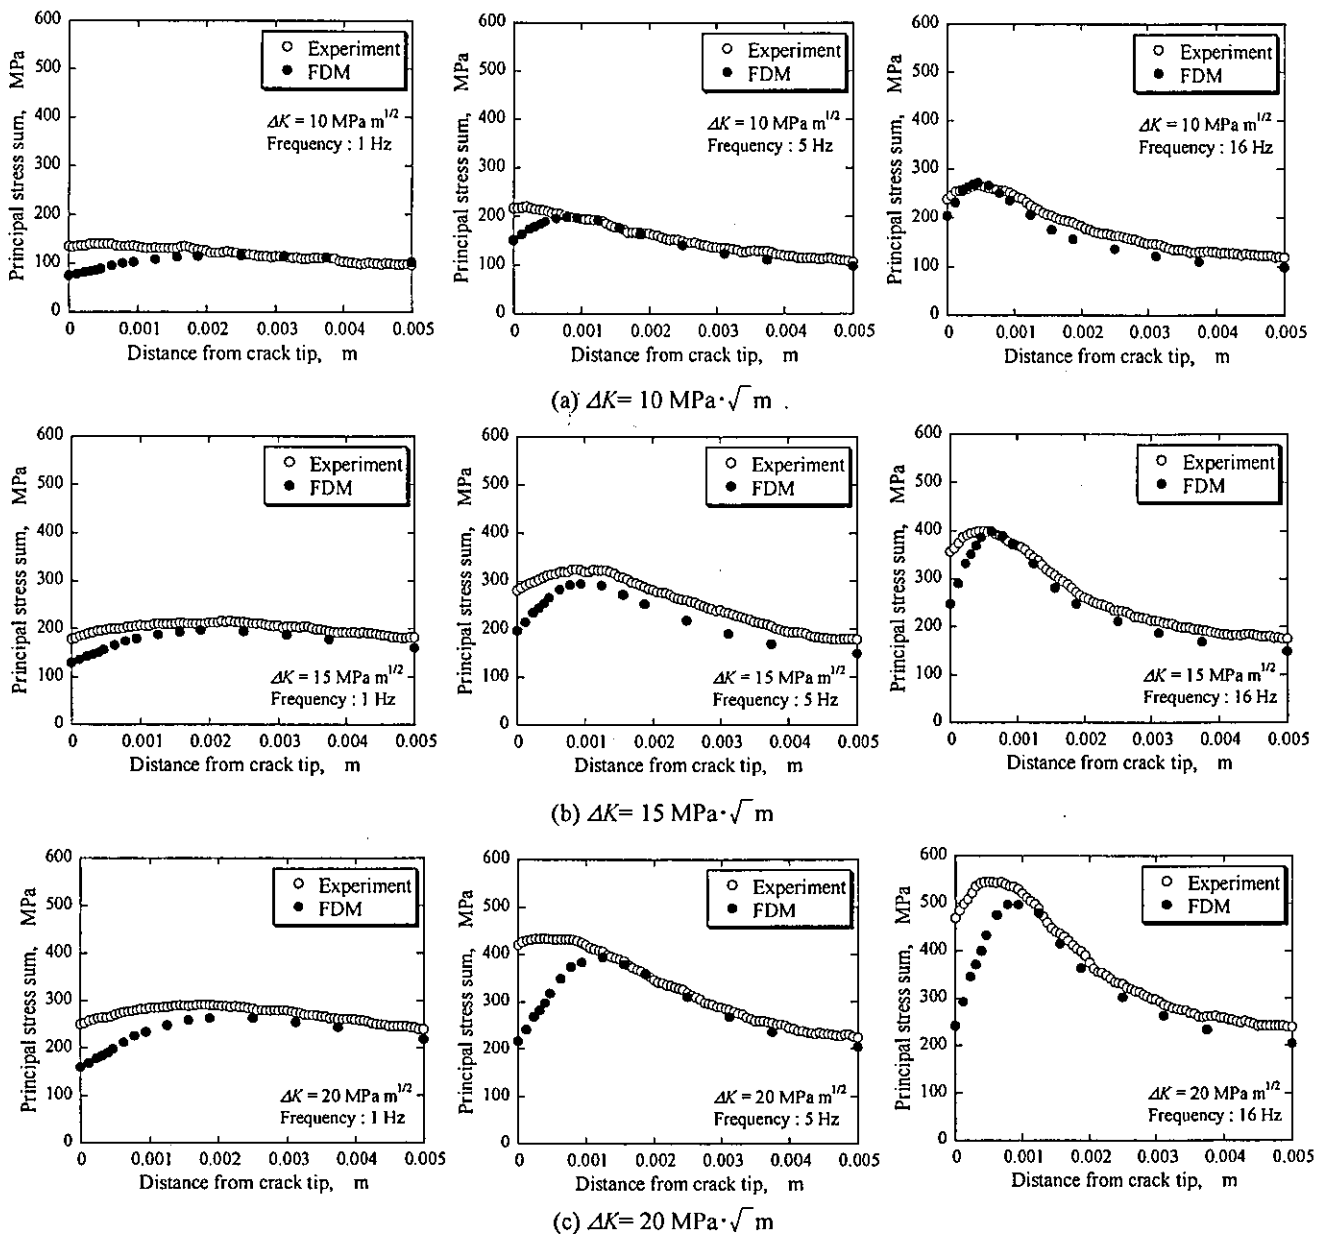 600
500
400
300
200
100
0
Principal stress sum, MPa
Experiment
FDM
ΔK = 10 MPa m^1/2
Frequency : 1 Hz
0 0.001 0.002 0.003 0.004 0.005
Distance from crack tip, m
600
500
400
300
200
100
0
Principal stress sum, MPa
Experiment
FDM
ΔK = 10 MPa m^1/2
Frequency : 5 Hz
0 0.001 0.002 0.003 0.004 0.005
Distance from crack tip, m
600
500
400
300
200
100
0
Principal stress sum, MPa
Experiment
FDM
ΔK = 10 MPa m^1/2
Frequency : 16 Hz
0 0.001 0.002 0.003 0.004 0.005
Distance from crack tip, m
(a) ΔK= 10 MPa·√m
600
500
400
300
200
100
0
Principal stress sum, MPa
Experiment
FDM
ΔK = 15 MPa m^1/2
Frequency : 1 Hz
0 0.001 0.002 0.003 0.004 0.005
Distance from crack tip, m
600
500
400
300
200
100
0
Principal stress sum, MPa
Experiment
FDM
ΔK = 15 MPa m^1/2
Frequency : 5 Hz
0 0.001 0.002 0.003 0.004 0.005
Distance from crack tip, m
600
500
400
300
200
100
0
Principal stress sum, MPa
Experiment
FDM
ΔK = 15 MPa m^1/2
Frequency : 16 Hz
0 0.001 0.002 0.003 0.004 0.005
Distance from crack tip, m
(b) ΔK= 15 MPa·√m
600
500
400
300
200
100
0
Principal stress sum, MPa
Experiment
FDM
ΔK = 20 MPa m^1/2
Frequency : 1 Hz
0 0.001 0.002 0.003 0.004 0.005
Distance from crack tip, m
600
500
400
300
200
100
0
Principal stress sum, MPa
Experiment
FDM
ΔK = 20 MPa m^1/2
Frequency : 5 Hz
0 0.001 0.002 0.003 0.004 0.005
Distance from crack tip, m
600
500
400
300
200
100
0
Principal stress sum, MPa
Experiment
FDM
ΔK = 20 MPa m^1/2
Frequency : 16 Hz
0 0.001 0.002 0.003 0.004 0.005
Distance from crack tip, m
(c) ΔK= 20 MPa·√m